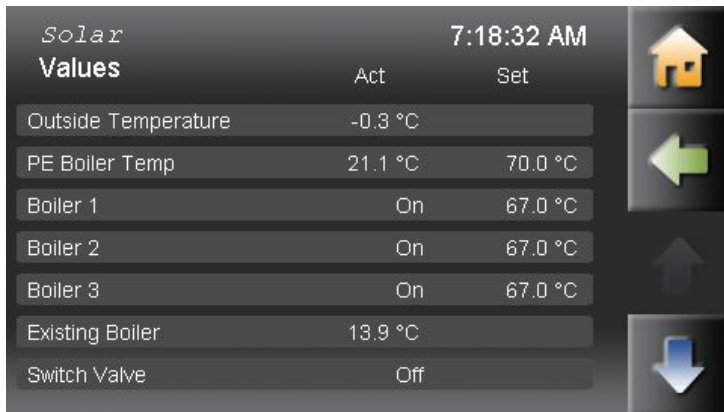 Solar 7:18:32 AM
Values Act Set
Outside Temperature -0.3 °C
PE Boiler Temp 21.1 °C 70.0 °C
Boiler 1 On 67.0 °C
Boiler 2 On 67.0 °C
Boiler 3 On 67.0 °C
Existing Boiler 13.9 °C
Switch Valve Off